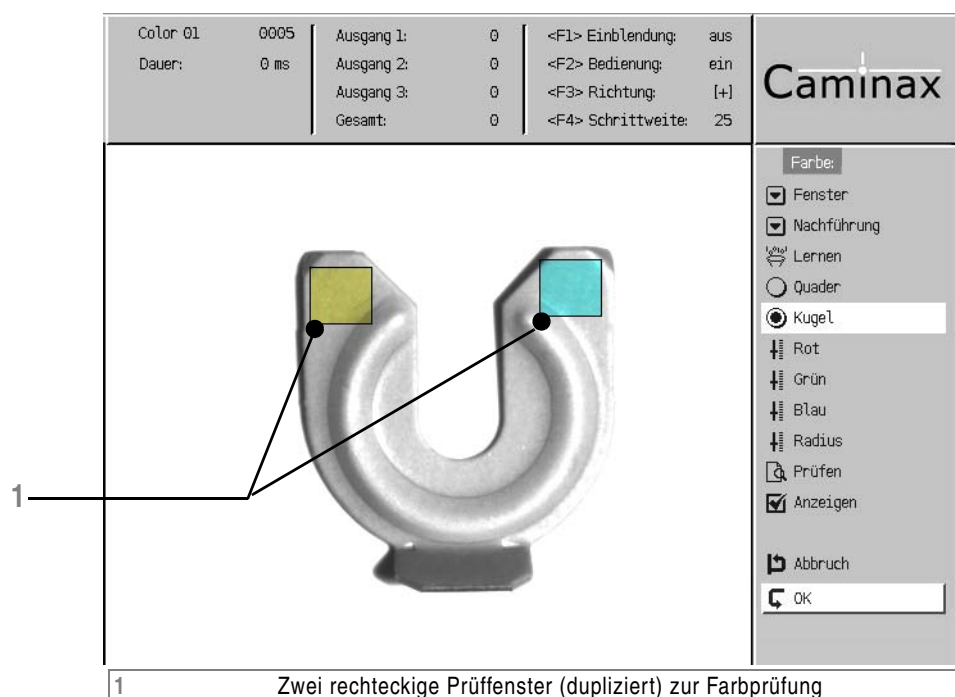 Color 01 0005
Dauer: 0 ms
Ausgang 1: 0
Ausgang 2: 0
Ausgang 3: 0
Gesamt: 0
<F1> Einblendung: aus
<F2> Bedienung: ein
<F3> Richtung: [+]
<F4> Schrittweite: 25
Caminax
Farbe:
Fenster
Nachführung
Lernen
Quader
Kugel
Rot
Grün
Blau
Radius
Prüfen
Anzeigen
Abbruch
OK
1
1 Zwei rechteckige Prüffenster (dupliziert) zur Farbprüfung